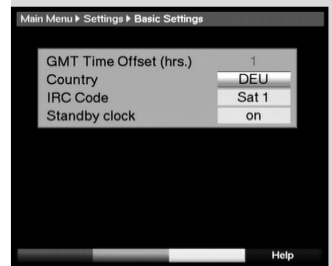 Main Menu ▶ Settings ▶ Basic Settings
GMT Time Offset (hrs.) 1
Country DEU
IRC Code Sat 1
Standby clock on
Help